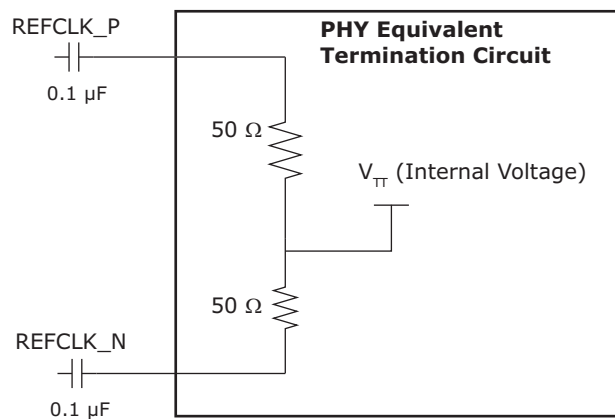 REFCLK_P
0.1 µF
PHY Equivalent
Termination Circuit
50 Ω
V_TT (Internal Voltage)
50 Ω
REFCLK_N
0.1 µF